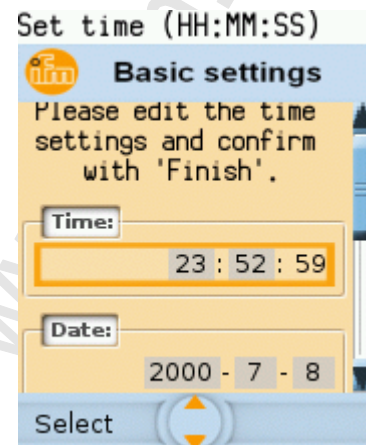 Set time (HH:MM:SS)
ifm
Basic settings
Please edit the time
settings and confirm
with 'Finish'.
Time:
23 : 52 : 59
Date:
2000 - 7 - 8
Select